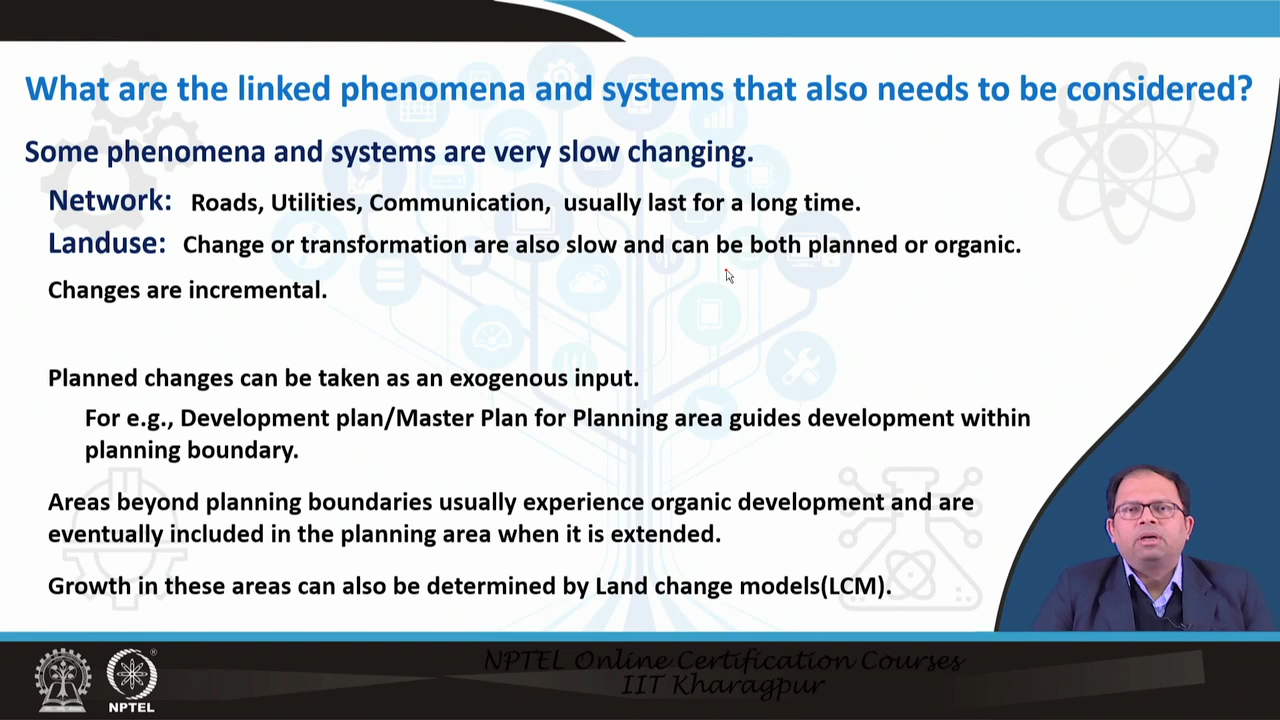 What are the linked phenomena and systems that also needs to be considered?
Some phenomena and systems are very slow changing.
Network: Roads, Utilities, Communication, usually last for a long time.
Landuse: Change or transformation are also slow and can be both planned or organic.
Changes are incremental.
Planned changes can be taken as an exogenous input.
For e.g., Development plan/Master Plan for Planning area guides development within
planning boundary.
Areas beyond planning boundaries usually experience organic development and are
eventually included in the planning area when it is extended.
Growth in these areas can also be determined by Land change models(LCM).
NPTEL Online Certification Courses
IIT Kharagpur
NPTEL